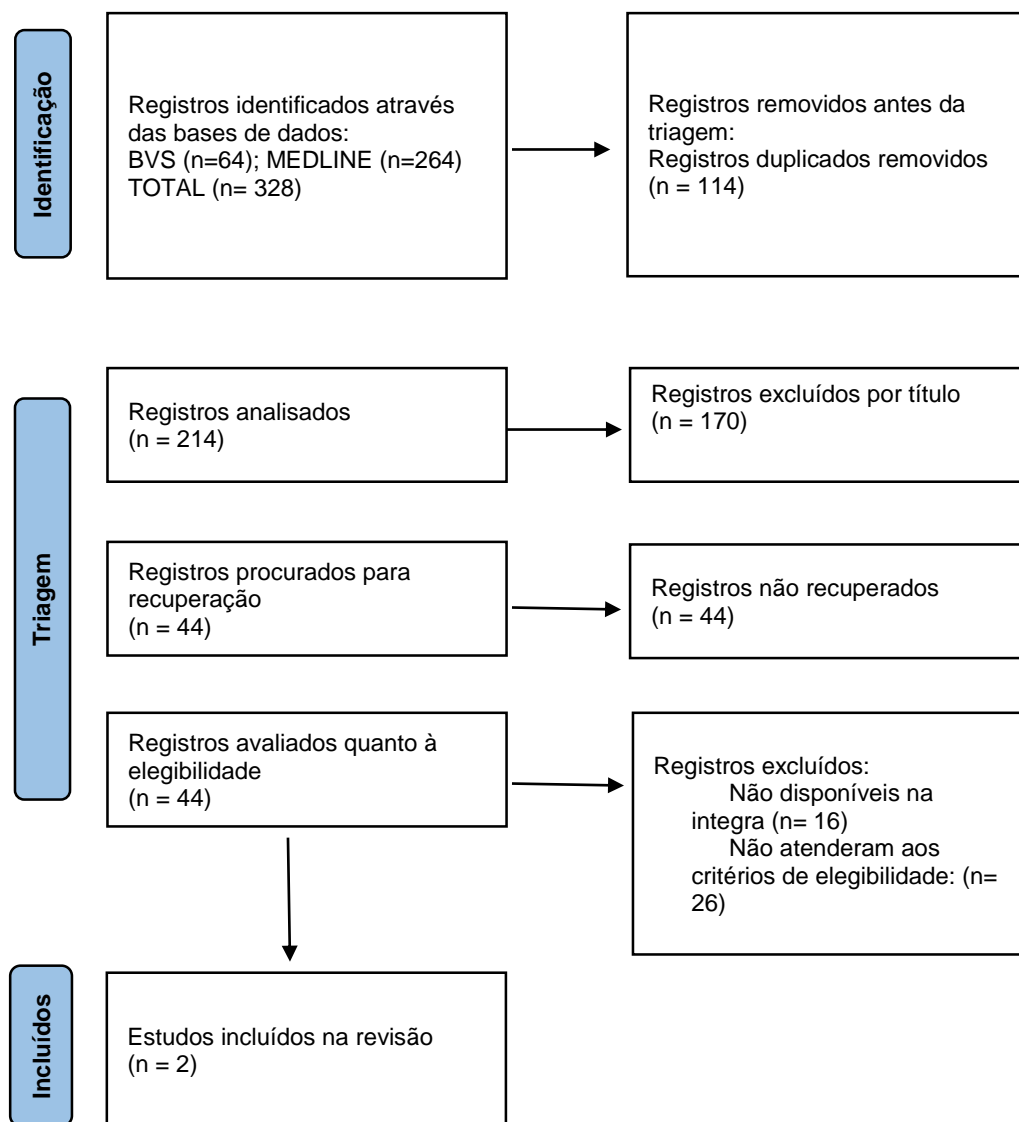 Identificação
Registros identificados através
das bases de dados:
BVS (n=64); MEDLINE (n=264)
TOTAL (n= 328)
Registros removidos antes da
triagem:
Registros duplicados removidos
(n = 114)
Triagem
Registros analisados
(n = 214)
Registros excluídos por título
(n = 170)
Registros procurados para
recuperação
(n = 44)
Registros não recuperados
(n = 44)
Registros avaliados quanto à
elegibilidade
(n = 44)
Registros excluídos:
Não disponíveis na
integra (n= 16)
Não atenderam aos
critérios de elegibilidade: (n=
26)
Incluídos
Estudos incluídos na revisão
(n = 2)